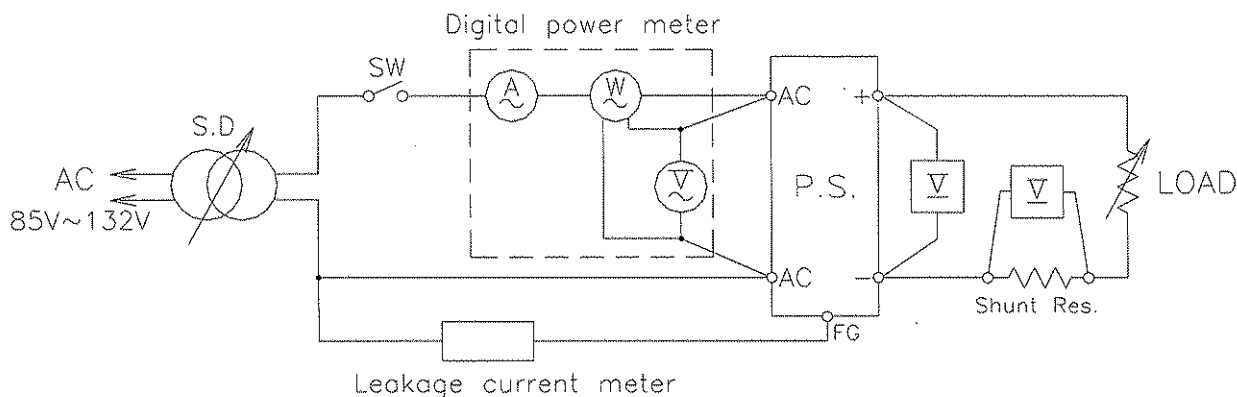 Digital power meter
SW
A
W
S.D
AC
+
AC
85V~132V
V
P.S.
V
V
LOAD
AC
−
Shunt Res.
FG
Leakage current meter